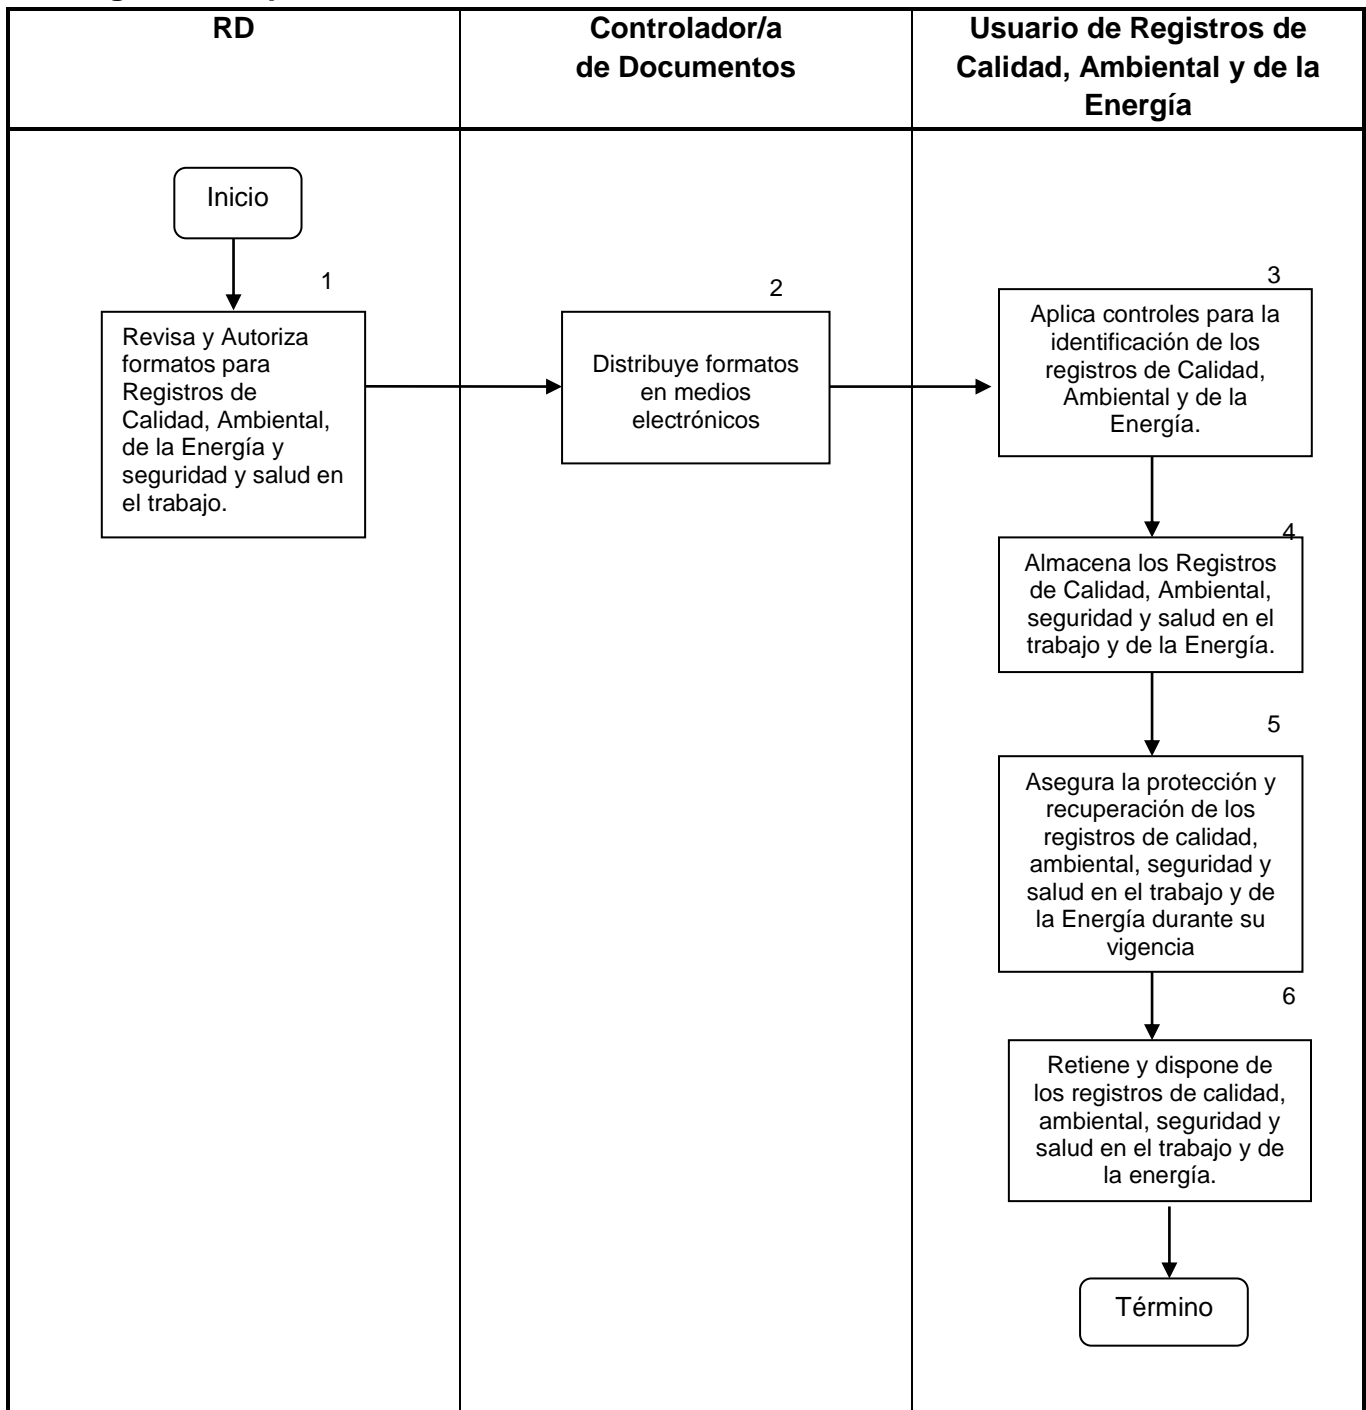 RD
Controlador/a
de Documentos
Usuario de Registros de
Calidad, Ambiental y de la
Energía
Inicio
1
Revisa y Autoriza
formatos para
Registros de
Calidad, Ambiental,
de la Energía y
seguridad y salud en
el trabajo.
2
Distribuye formatos
en medios
electrónicos
3
Aplica controles para la
identificación de los
registros de Calidad,
Ambiental y de la
Energía.
4
Almacena los Registros
de Calidad, Ambiental,
seguridad y salud en el
trabajo y de la Energía.
5
Asegura la protección y
recuperación de los
registros de calidad,
ambiental, seguridad y
salud en el trabajo y de
la Energía durante su
vigencia
6
Retiene y dispone de
los registros de calidad,
ambiental, seguridad y
salud en el trabajo y de
la energía.
Término